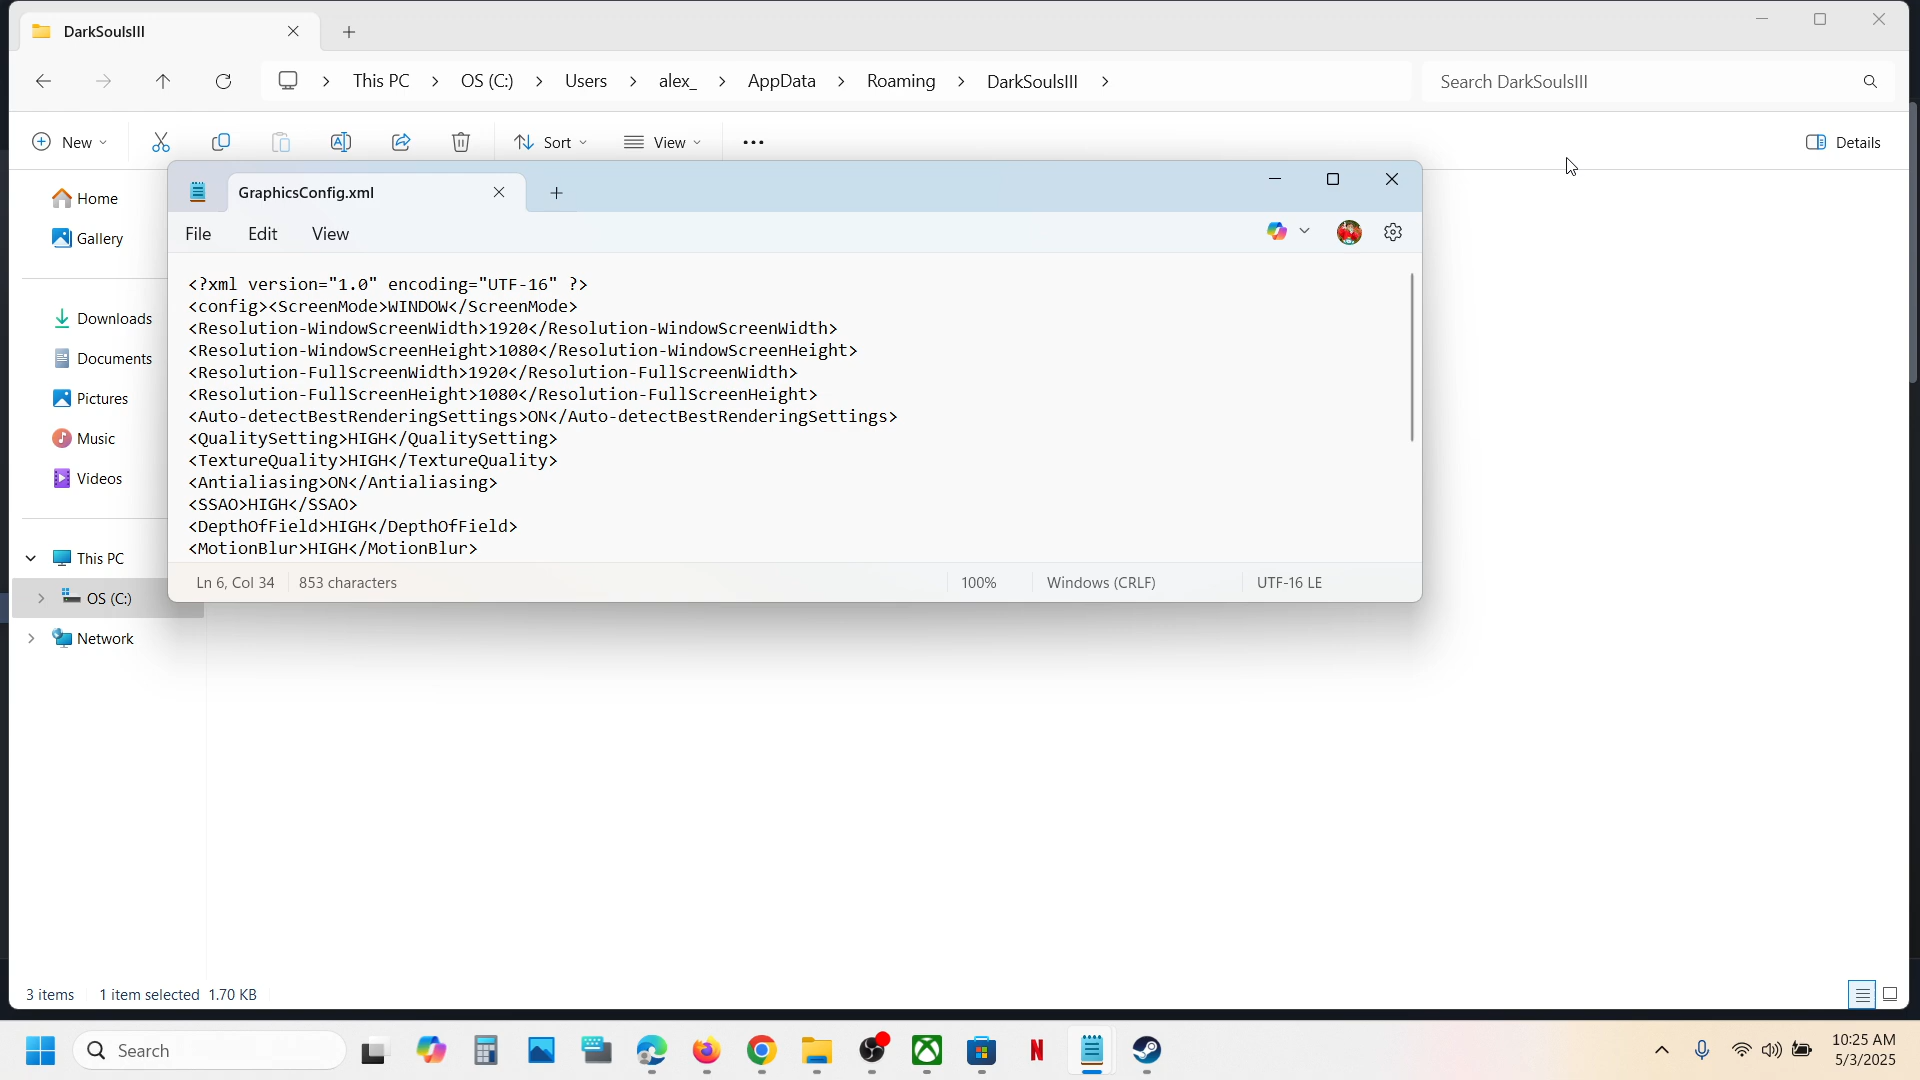 DarkSoulsIII
This PC
OS (C:)
Users
alex_
AppData
Roaming
DarkSoulsIII
Search DarkSoulsIII
New
Sort
View
Details
Home
Gallery
Downloads
Documents
Pictures
Music
Videos
This PC
OS (C:)
Network
GraphicsConfig.xml
File
Edit
View
<?xml version="1.0" encoding="UTF-16" ?>
<config><ScreenMode>WINDOW</ScreenMode>
<Resolution-WindowScreenWidth>1920</Resolution-WindowScreenWidth>
<Resolution-WindowScreenHeight>1080</Resolution-WindowScreenHeight>
<Resolution-FullScreenWidth>1920</Resolution-FullScreenWidth>
<Resolution-FullScreenHeight>1080</Resolution-FullScreenHeight>
<Auto-detectBestRenderingSettings>ON</Auto-detectBestRenderingSettings>
<QualitySetting>HIGH</QualitySetting>
<TextureQuality>HIGH</TextureQuality>
<Antialiasing>ON</Antialiasing>
<SSAO>HIGH</SSAO>
<DepthOfField>HIGH</DepthOfField>
<MotionBlur>HIGH</MotionBlur>
Ln 6, Col 34
853 characters
100%
Windows (CRLF)
UTF-16 LE
3 items
1 item selected 1.70 KB
Search
N
10:25 AM
5/3/2025